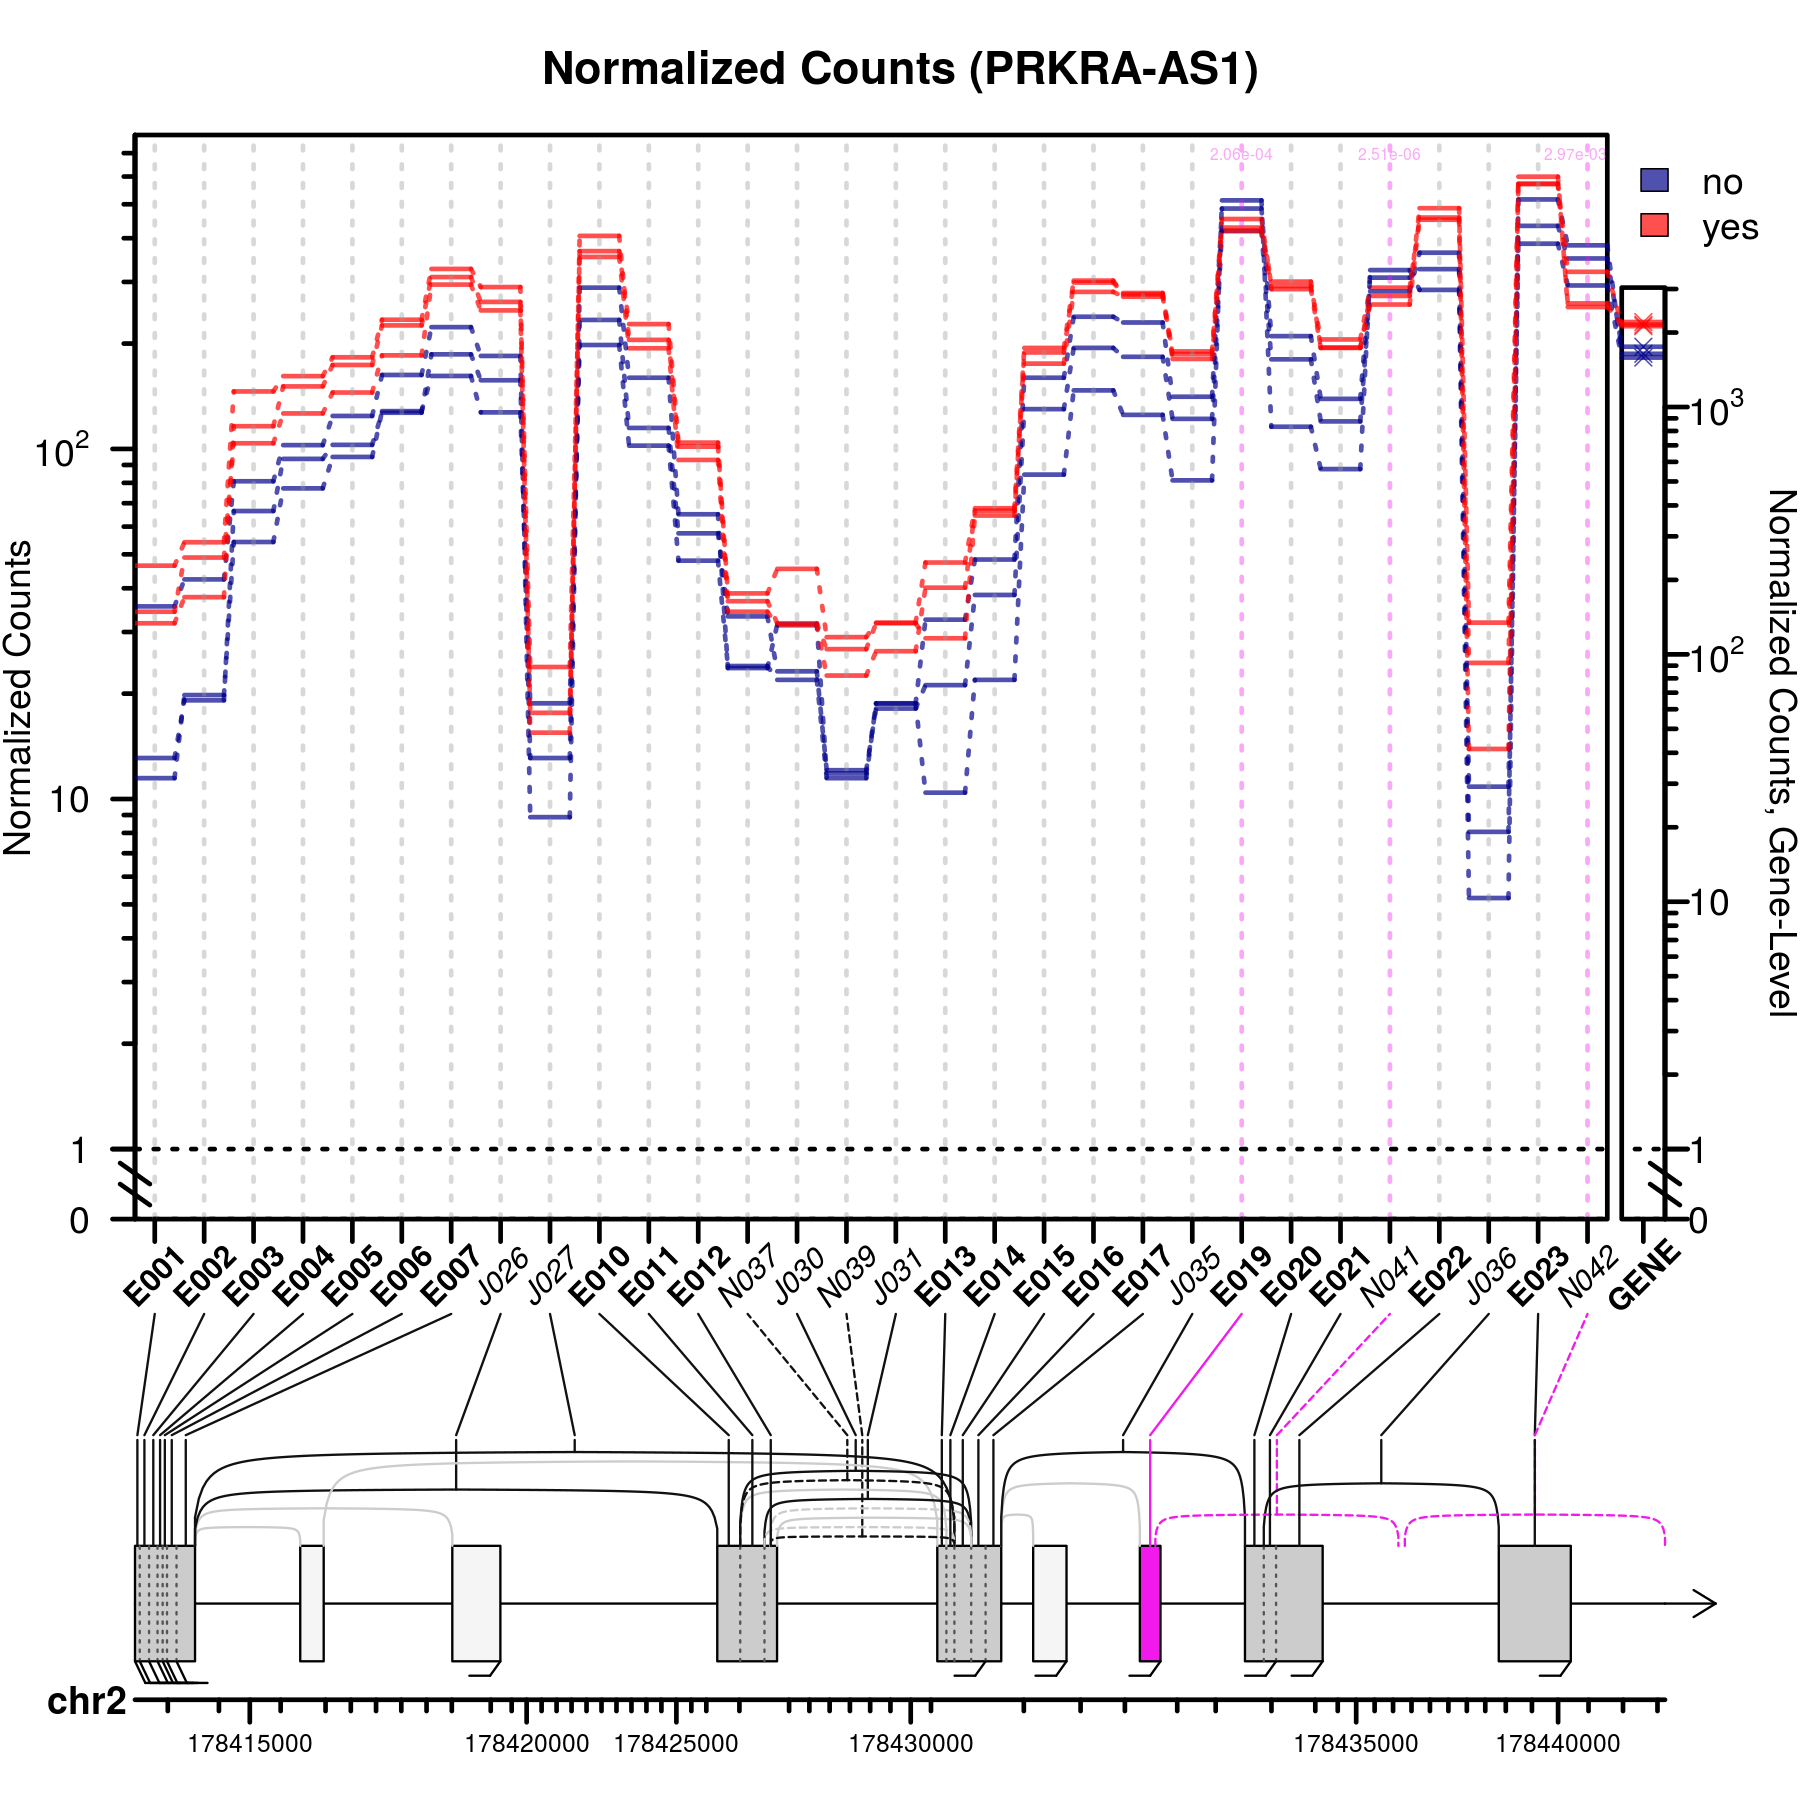 Normalized Counts (PRKRA-AS1)
2.06e-04 2.51e-06 2.97e-03
no
yes
Normalized Counts
10²
10
1
0
10³
10²
10
1
0
Normalized Counts, Gene-Level
E001 E002 E003 E004 E005 E006 E007 J026 J027 E010 E011 E012 N037 J030 N039 J031 E013 E014 E015 E016 E017 J035 E019 E020 E021 N041 E022 J036 E023 N042 GENE
chr2
178415000 178420000 178425000 178430000 178435000 178440000